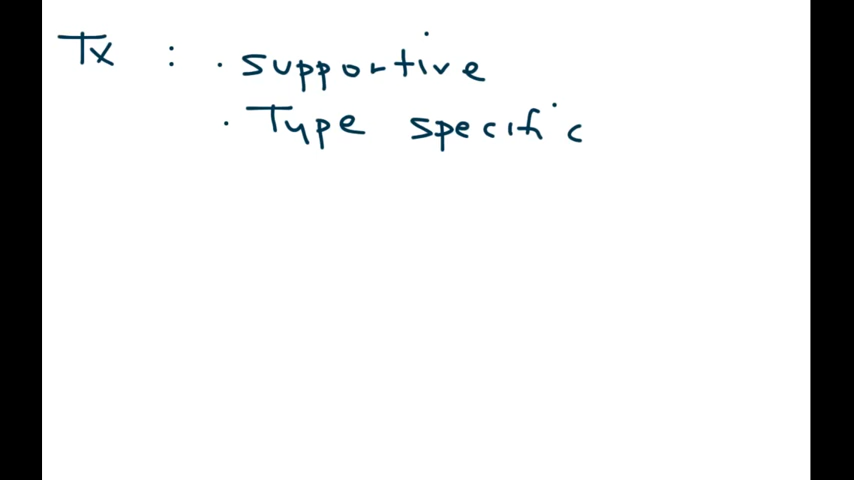 Tx : . supportive
. Type specific